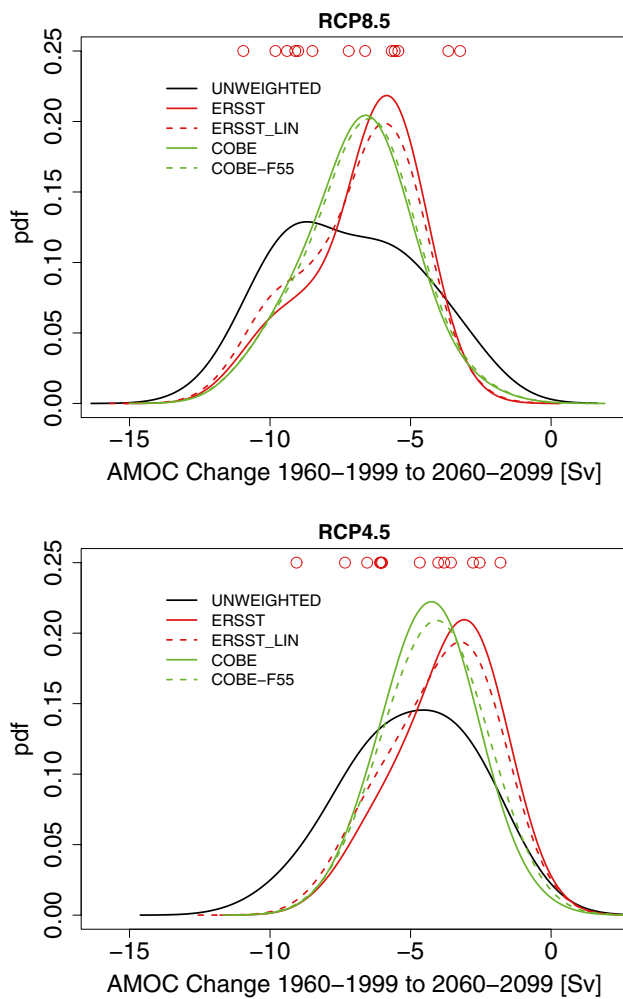 RCP8.5
0.25
0.20
0.15
0.10
0.05
0.00
pdf
UNWEIGHTED
ERSST
ERSST_LIN
COBE
COBE−F55
−15 −10 −5 0
AMOC Change 1960−1999 to 2060−2099 [Sv]
RCP4.5
0.25
0.20
0.15
0.10
0.05
0.00
pdf
UNWEIGHTED
ERSST
ERSST_LIN
COBE
COBE−F55
−15 −10 −5 0
AMOC Change 1960−1999 to 2060−2099 [Sv]